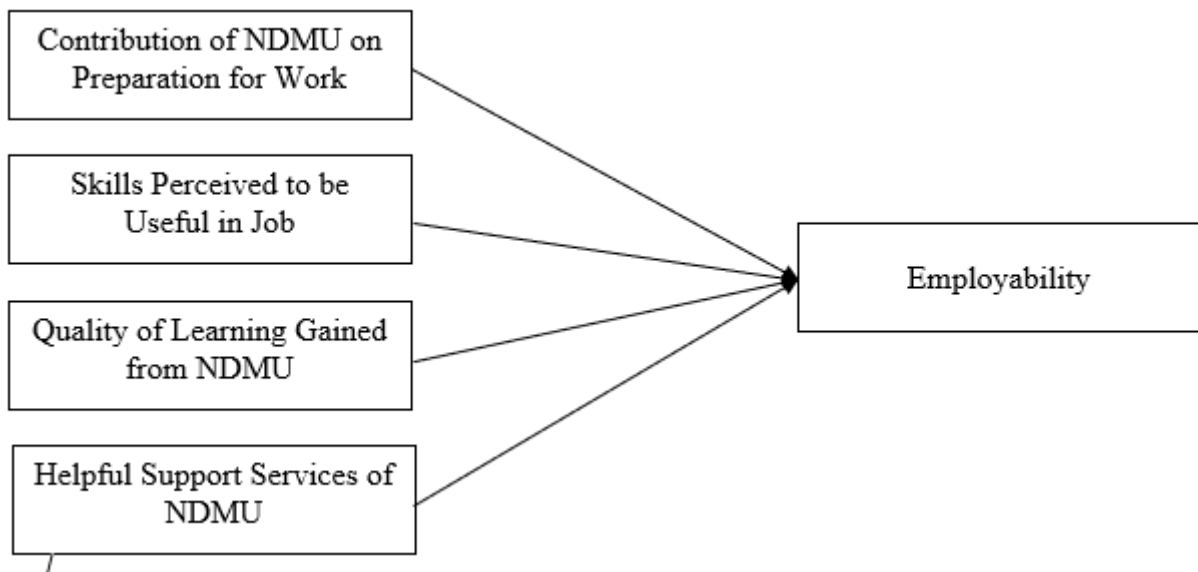 Contribution of NDMU on
Preparation for Work
Skills Perceived to be
Useful in Job
Quality of Learning Gained
from NDMU
Helpful Support Services of
NDMU
Employability